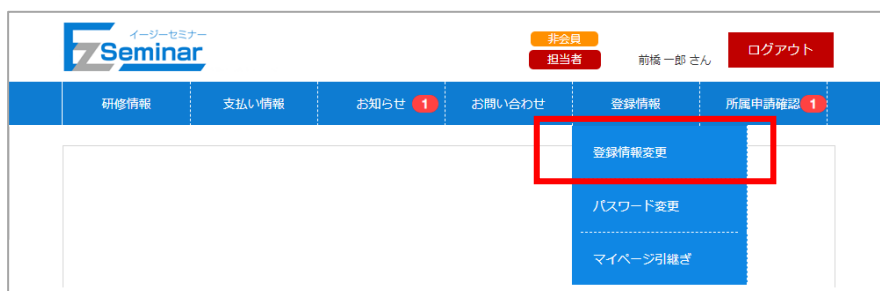 イージーセミナー
EZ Seminar
非会員
担当者
前橋 一郎 さん
ログアウト
研修情報 支払い情報 お知らせ 1 お問い合わせ 登録情報 所属申請確認 1
登録情報変更
パスワード変更
マイページ引継ぎ